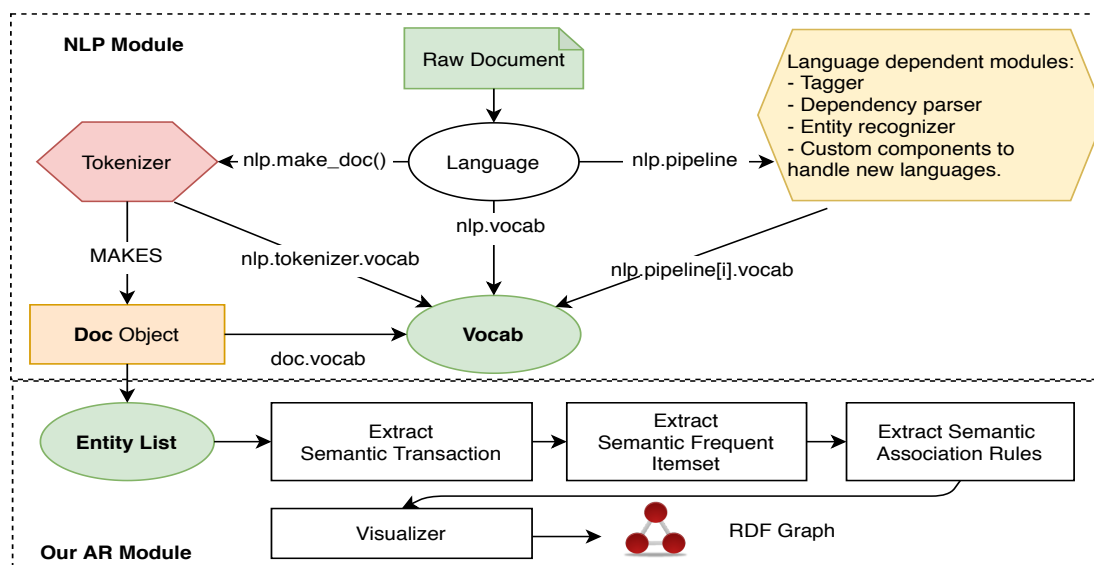 NLP Module
Raw Document
Language dependent modules:
- Tagger
- Dependency parser
- Entity recognizer
- Custom components to
handle new languages.
Tokenizer
nlp.make_doc()
Language
nlp.pipeline
nlp.vocab
MAKES
nlp.tokenizer.vocab
nlp.pipeline[i].vocab
Doc Object
Vocab
doc.vocab
Entity List
Extract
Semantic Transaction
Extract
Semantic Frequent
Itemset
Extract Semantic
Association Rules
Visualizer
RDF Graph
Our AR Module